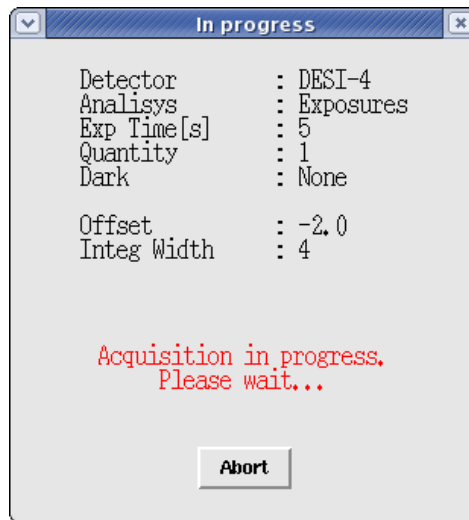 In progress
Detector : DESI-4
Analisys : Exposures
Exp Time[s] : 5
Quantity : 1
Dark : None
Offset : -2.0
Integ Width : 4
Acquisition in progress.
Please wait...
Abort